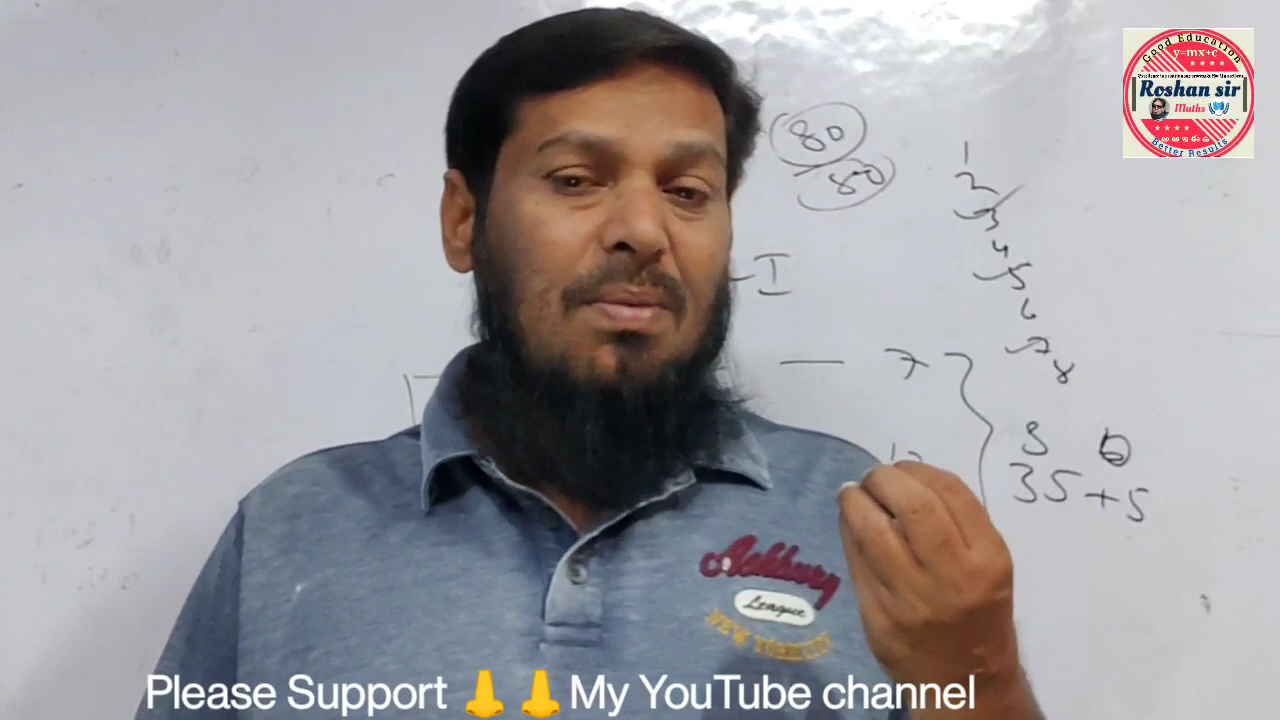 Good Education
y=mx+c
Roshan sir
Maths
Better Results
80
80
I
1
2
3
4
5
6
7
8
7
35+5
Ashbury
League
NEW YORK CITY
Please Support 👇👇 My YouTube channel